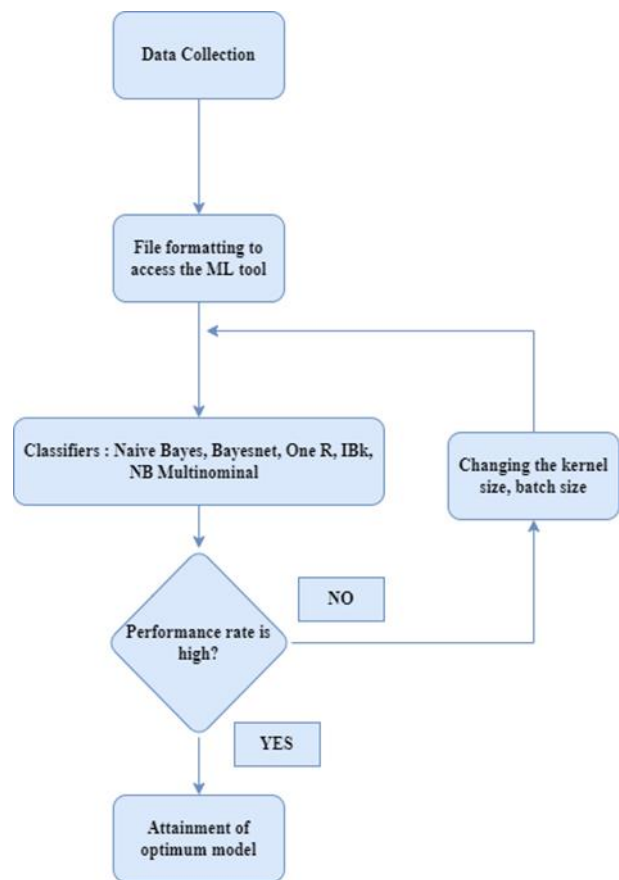 Data Collection
File formatting to
access the ML tool
Classifiers : Naive Bayes, Bayesnet, One R, IBk,
NB Multinominal
Changing the kernel
size, batch size
Performance rate is
high?
NO
YES
Attainment of
optimum model